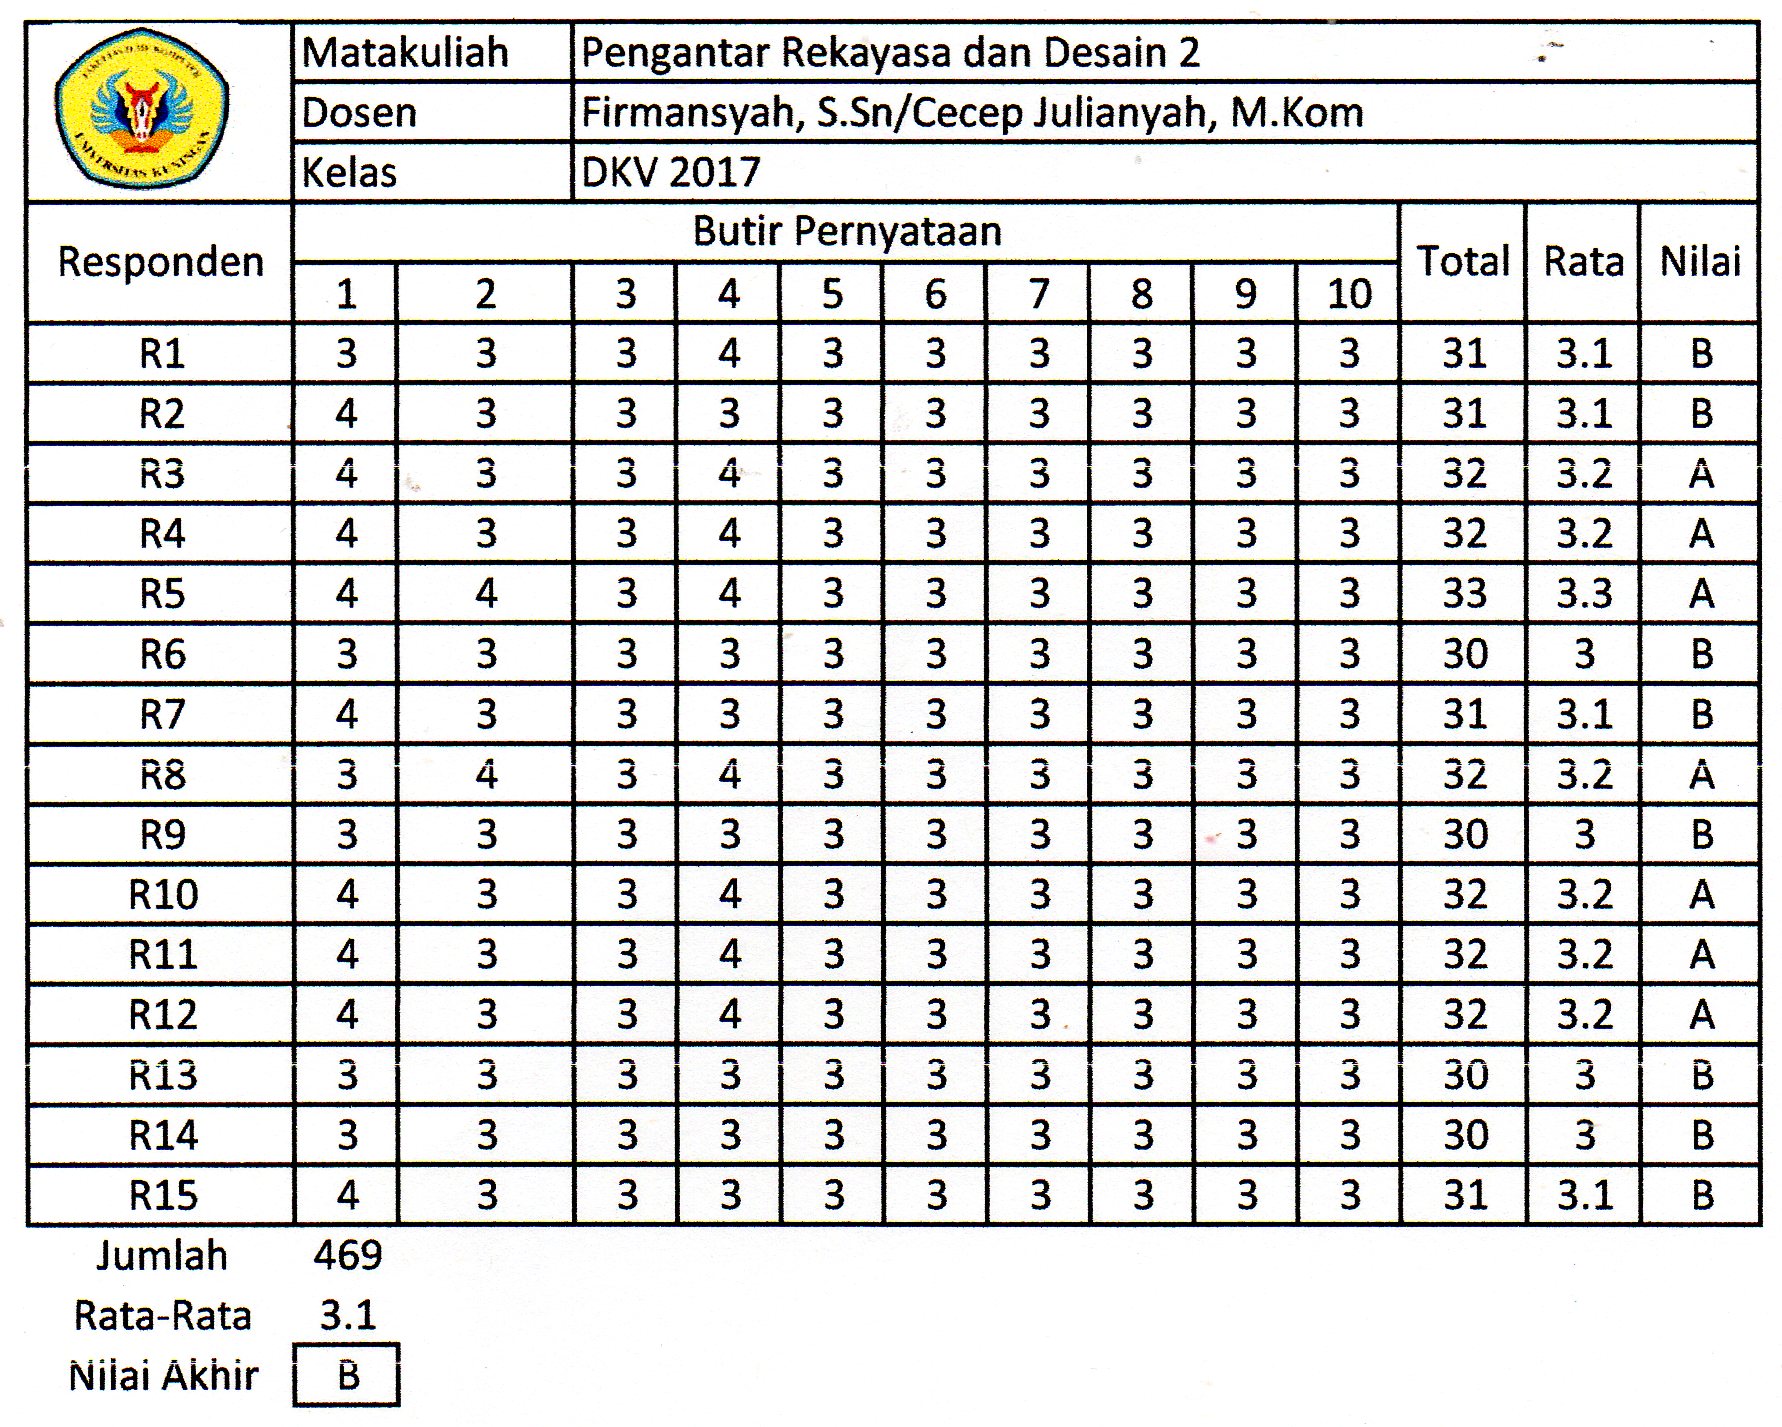 FAKULTAS ILMU KOMPUTER
UNIVERSITAS KUNINGAN
Matakuliah Pengantar Rekayasa dan Desain 2
Dosen Firmansyah, S.Sn/Cecep Julianyah, M.Kom
Kelas DKV 2017
Responden Butir Pernyataan Total Rata Nilai
1 2 3 4 5 6 7 8 9 10
R1 3 3 3 4 3 3 3 3 3 3 31 3.1 B
R2 4 3 3 3 3 3 3 3 3 3 31 3.1 B
R3 4 3 3 4 3 3 3 3 3 3 32 3.2 A
R4 4 3 3 4 3 3 3 3 3 3 32 3.2 A
R5 4 4 3 4 3 3 3 3 3 3 33 3.3 A
R6 3 3 3 3 3 3 3 3 3 3 30 3 B
R7 4 3 3 3 3 3 3 3 3 3 31 3.1 B
R8 3 4 3 4 3 3 3 3 3 3 32 3.2 A
R9 3 3 3 3 3 3 3 3 3 3 30 3 B
R10 4 3 3 4 3 3 3 3 3 3 32 3.2 A
R11 4 3 3 4 3 3 3 3 3 3 32 3.2 A
R12 4 3 3 4 3 3 3 3 3 3 32 3.2 A
R13 3 3 3 3 3 3 3 3 3 3 30 3 B
R14 3 3 3 3 3 3 3 3 3 3 30 3 B
R15 4 3 3 3 3 3 3 3 3 3 31 3.1 B
Jumlah 469
Rata-Rata 3.1
Nilai Akhir B